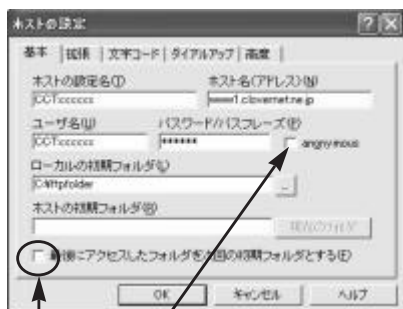 ホストの設定
基本 拡張 文字コード ダイアルアップ 高度
ホストの設定名(T) ホスト名(アドレス)(N)
CCTxxxxxx www1.clovernet.ne.jp
ユーザ名(U) パスワード/パスフレーズ(P)
CCTxxxxxx ****** anonymous
ローカルの初期フォルダ(L)
C:¥ftpfolder ...
ホストの初期フォルダ(R)
現在のフォルダ
最後にアクセスしたフォルダを次回の初期フォルダとする(E)
OK キャンセル ヘルプ